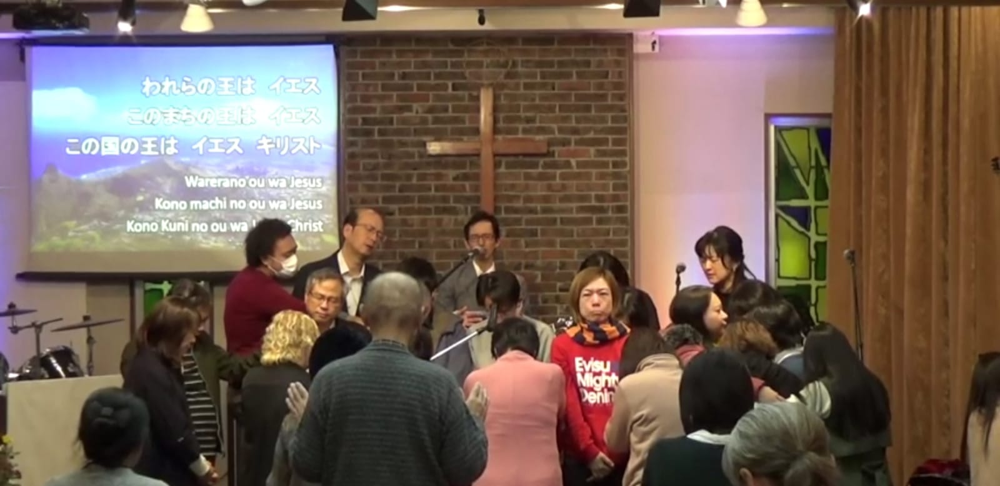 われらの王は イエス
このまちの王は イエス
この国の王は イエス キリスト
Warerano ou wa Jesus
Kono machi no ou wa Jesus
Kono Kuni no ou wa Christ
Evisu
Mighty
Denim